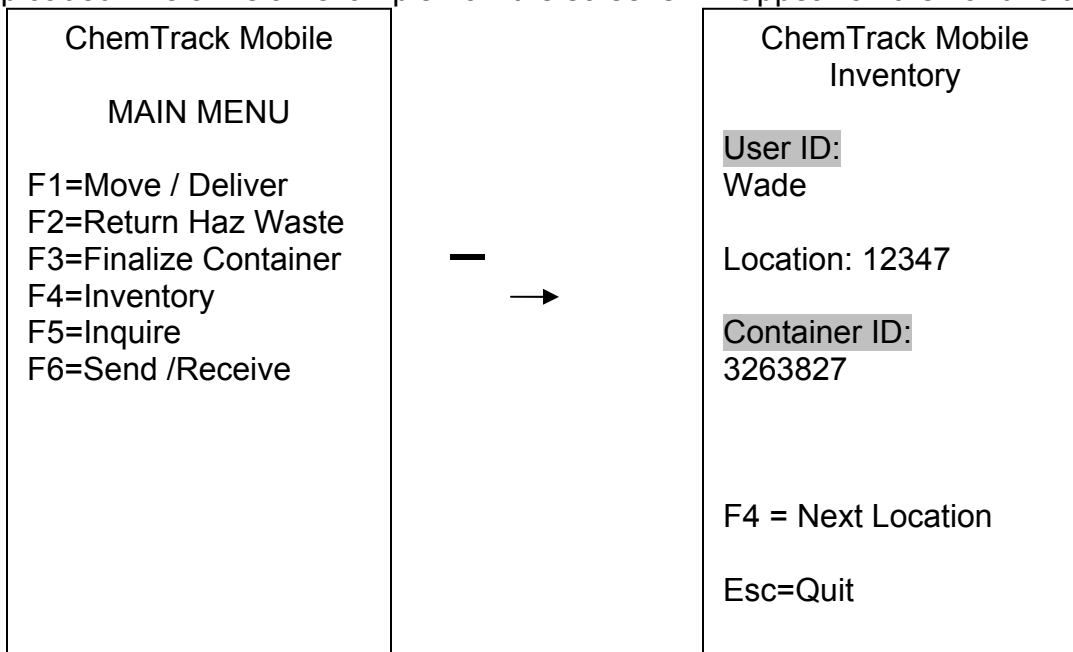 ChemTrack Mobile
MAIN MENU
F1=Move / Deliver
F2=Return Haz Waste
F3=Finalize Container
F4=Inventory
F5=Inquire
F6=Send /Receive
ChemTrack Mobile
Inventory
User ID:
Wade
Location: 12347
Container ID:
3263827
F4 = Next Location
Esc=Quit